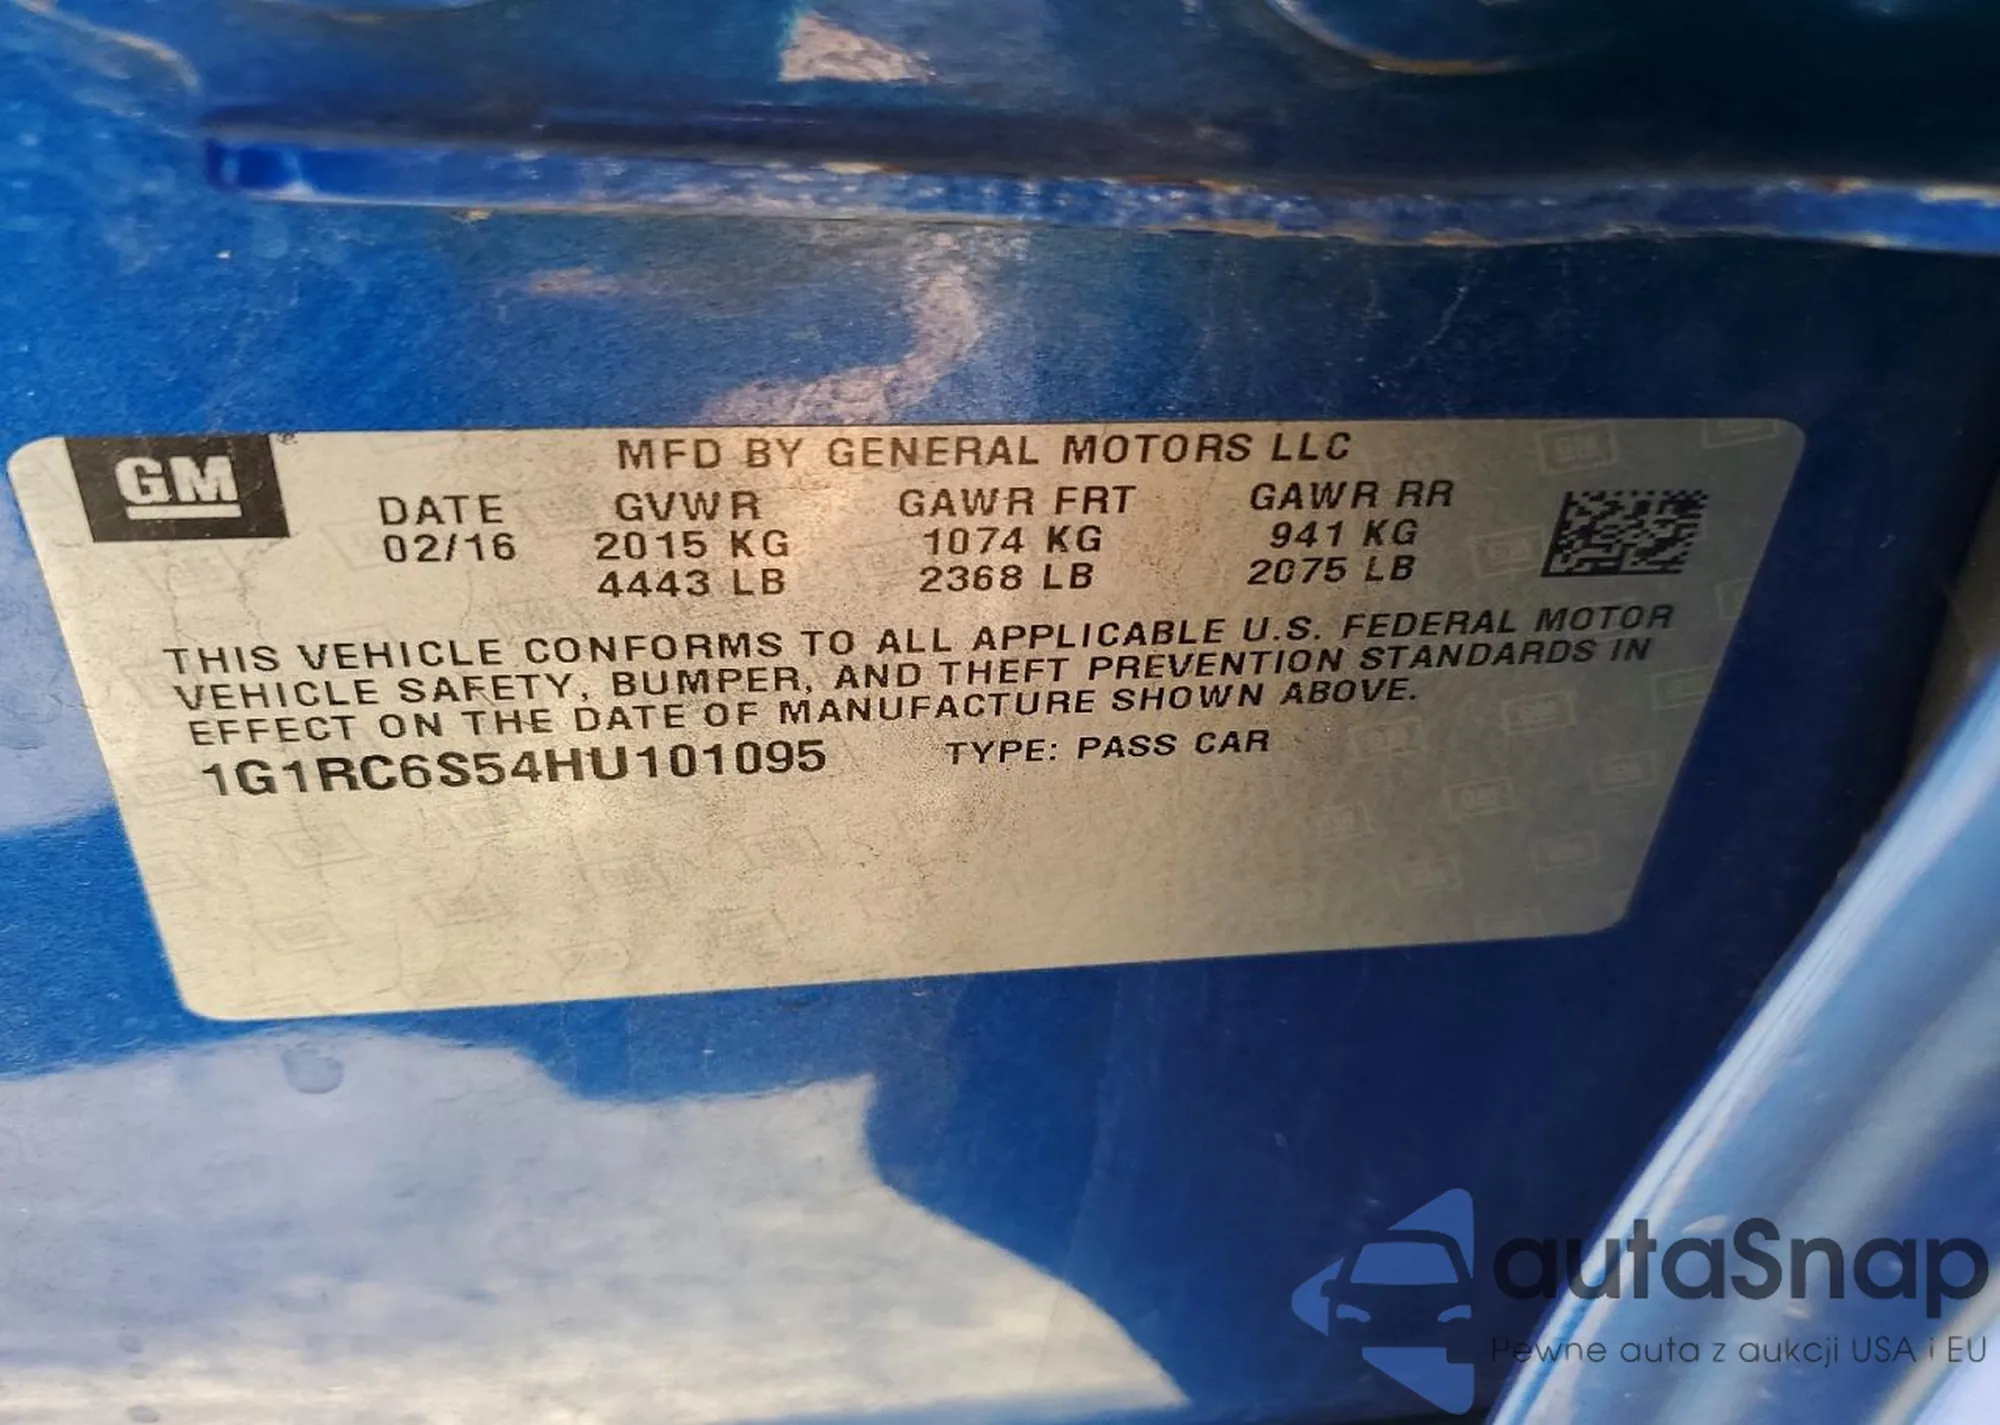 GM
MFD BY GENERAL MOTORS LLC
DATE GVWR GAWR FRT GAWR RR
02/16 2015 KG 1074 KG 941 KG
4443 LB 2368 LB 2075 LB
THIS VEHICLE CONFORMS TO ALL APPLICABLE U.S. FEDERAL MOTOR
VEHICLE SAFETY, BUMPER, AND THEFT PREVENTION STANDARDS IN
EFFECT ON THE DATE OF MANUFACTURE SHOWN ABOVE.
1G1RC6S54HU101095 TYPE: PASS CAR
autaSnap
Pewne auta z aukcji USA i EU